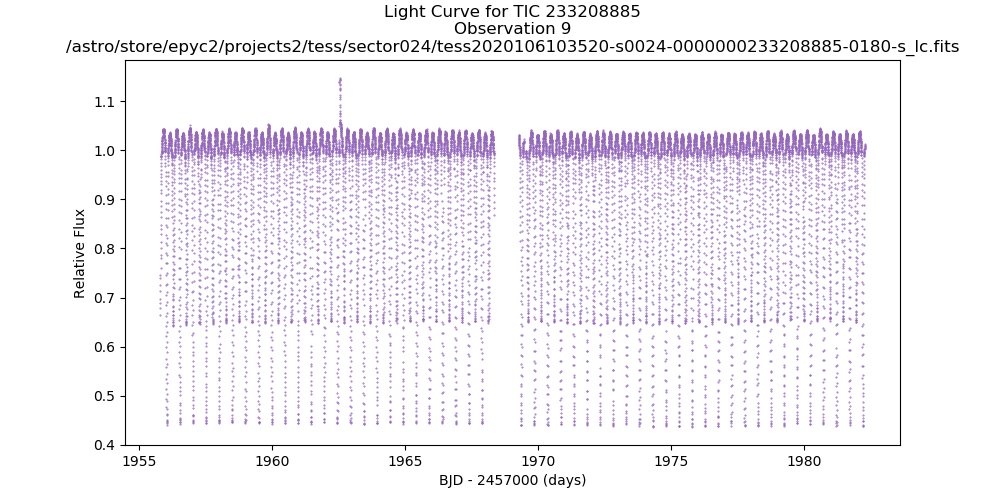 Light Curve for TIC 233208885
Observation 9
/astro/store/epyc2/projects2/tess/sector024/tess2020106103520-s0024-0000000233208885-0180-s_lc.fits
1.1
1.0
0.9
0.8
0.7
0.6
0.5
0.4
Relative Flux
1955 1960 1965 1970 1975 1980
BJD - 2457000 (days)